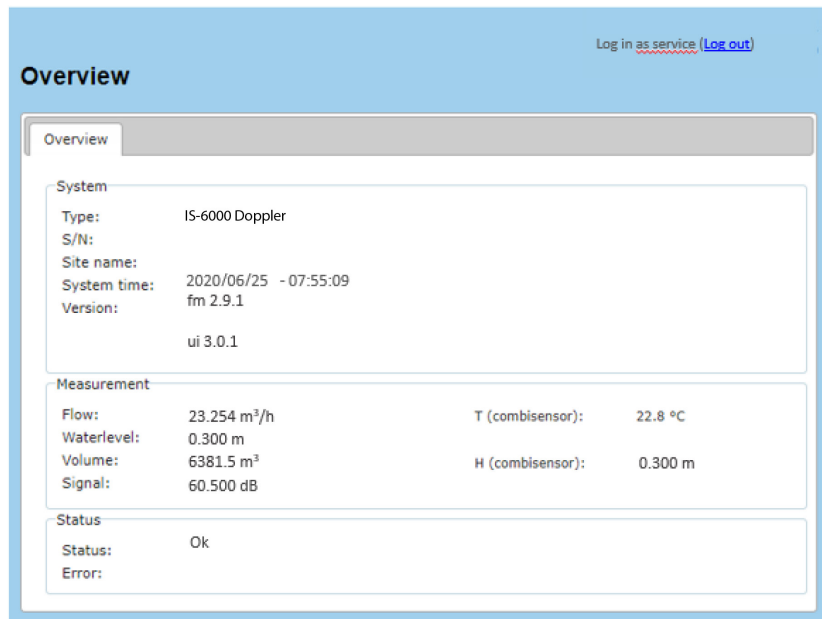 Log in as service (Log out)
Overview
Overview
System
Type: IS-6000 Doppler
S/N:
Site name:
System time: 2020/06/25 - 07:55:09
Version: fm 2.9.1
ui 3.0.1
Measurement
Flow: 23.254 m³/h T (combisensor): 22.8 °C
Waterlevel: 0.300 m
Volume: 6381.5 m³ H (combisensor): 0.300 m
Signal: 60.500 dB
Status
Status: Ok
Error: